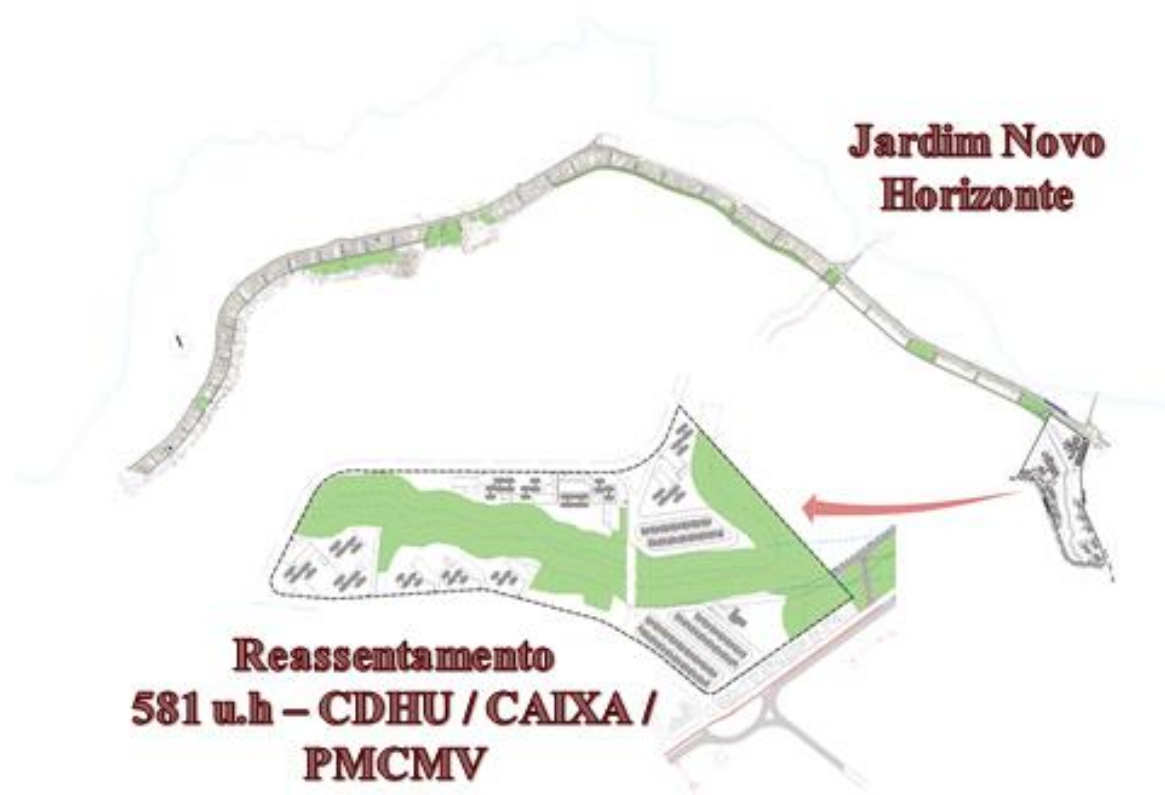 Jardim Novo
Horizonte
Reassentamento
581 u.h – CDHU / CAIXA /
PMCMV